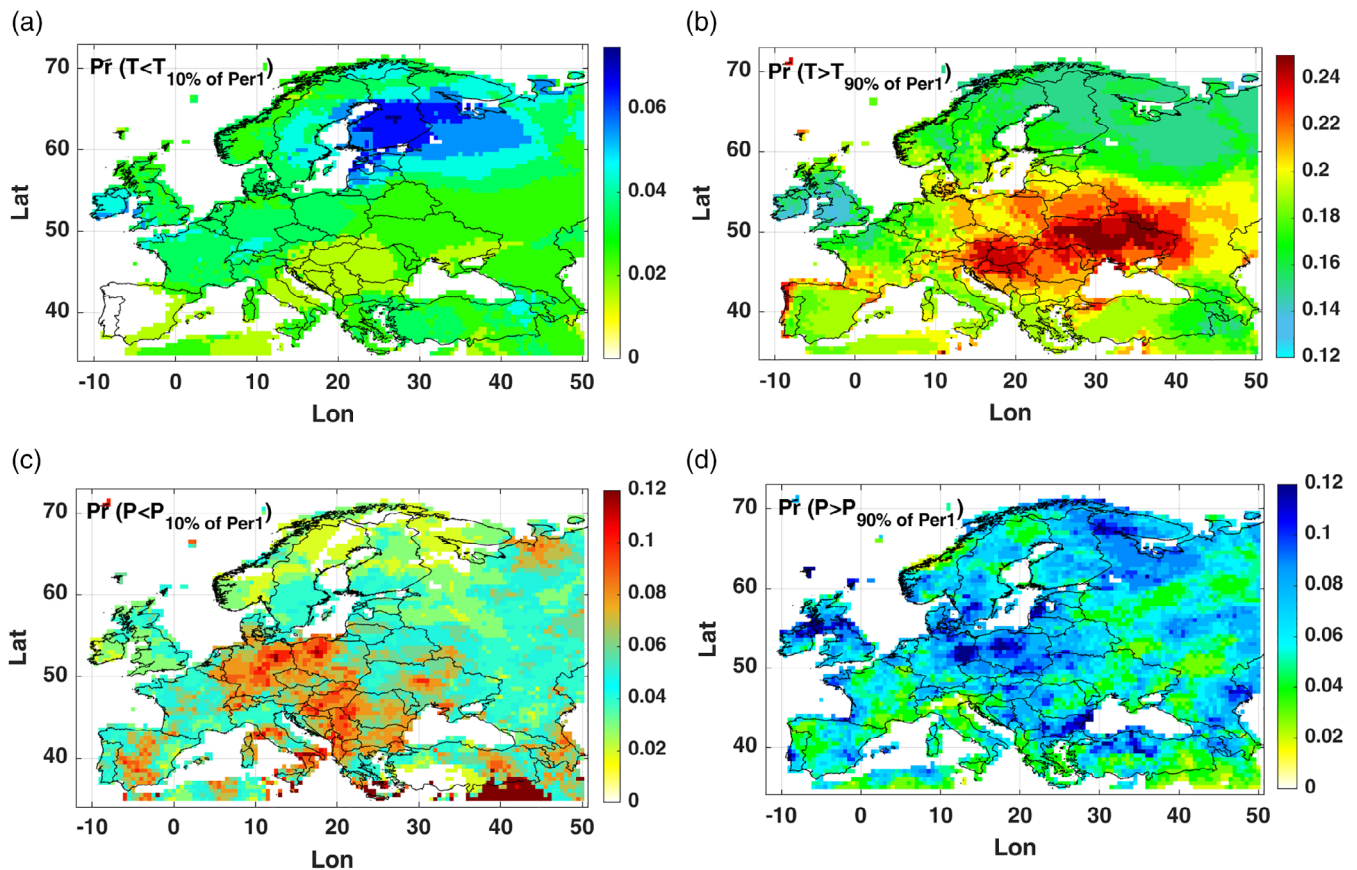 (a)
Pr (T<T10% of Per1)
70
60
50
40
Lat
-10 0 10 20 30 40 50
Lon
0.06
0.04
0.02
0
(b)
Pr (T>T90% of Per1)
70
60
50
40
Lat
-10 0 10 20 30 40 50
Lon
0.24
0.22
0.2
0.18
0.16
0.14
0.12
(c)
Pr (P<P10% of Per1)
70
60
50
40
Lat
-10 0 10 20 30 40 50
Lon
0.12
0.1
0.08
0.06
0.04
0.02
0
(d)
Pr (P>P90% of Per1)
70
60
50
40
Lat
-10 0 10 20 30 40 50
Lon
0.12
0.1
0.08
0.06
0.04
0.02
0